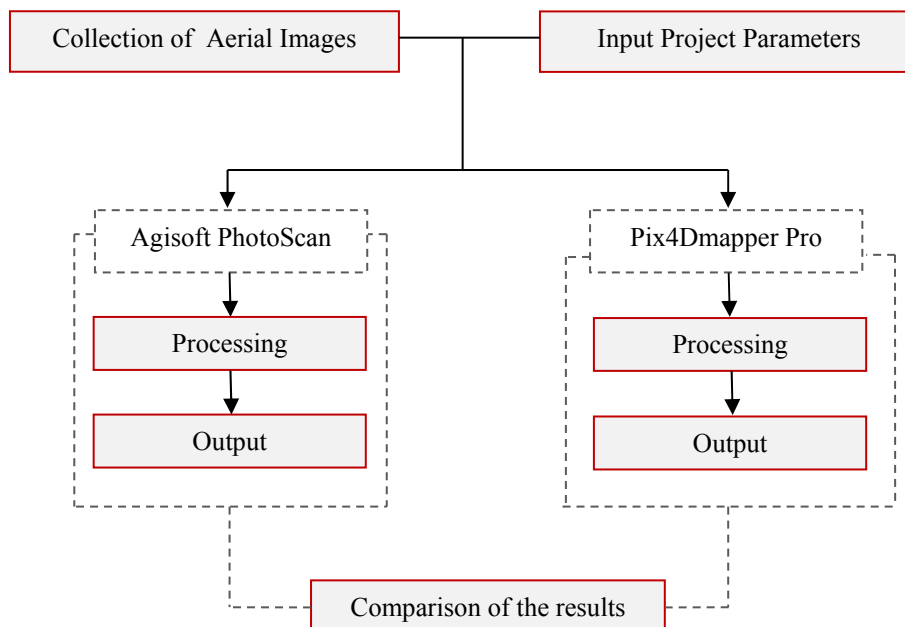 Collection of Aerial Images
Input Project Parameters
Agisoft PhotoScan
Pix4Dmapper Pro
Processing
Processing
Output
Output
Comparison of the results